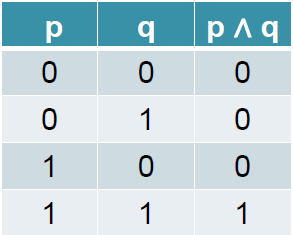 p q p ∧ q
0 0 0
0 1 0
1 0 0
1 1 1